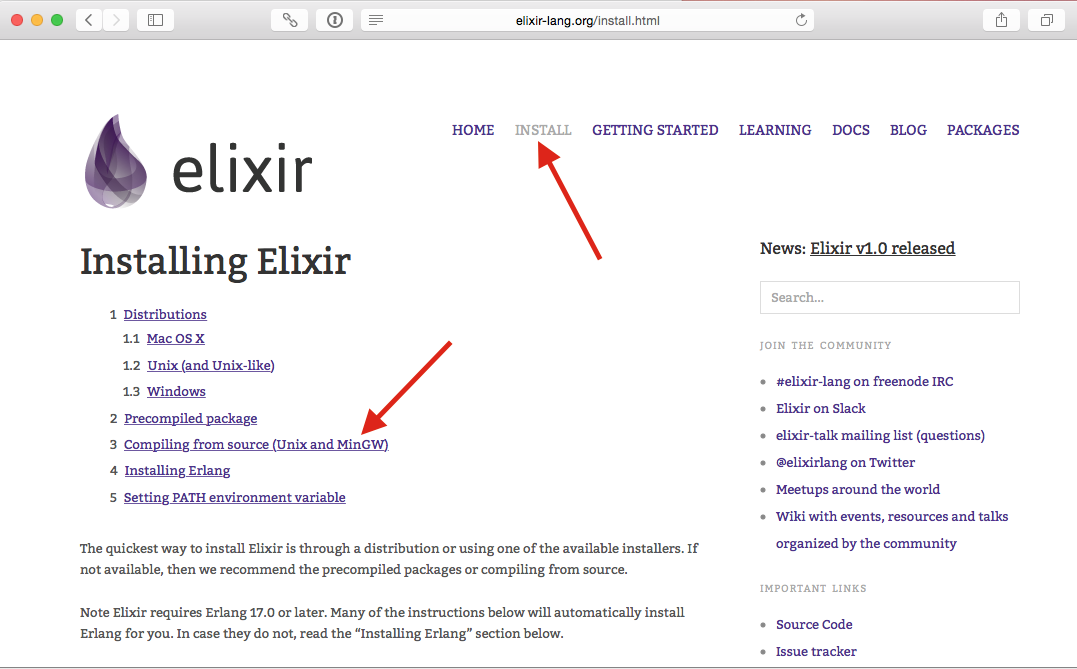 elixir-lang.org/install.html
elixir
HOME INSTALL GETTING STARTED LEARNING DOCS BLOG PACKAGES
Installing Elixir
1 Distributions
1.1 Mac OS X
1.2 Unix (and Unix-like)
1.3 Windows
2 Precompiled package
3 Compiling from source (Unix and MinGW)
4 Installing Erlang
5 Setting PATH environment variable
The quickest way to install Elixir is through a distribution or using one of the available installers. If
not available, then we recommend the precompiled packages or compiling from source.
Note Elixir requires Erlang 17.0 or later. Many of the instructions below will automatically install
Erlang for you. In case they do not, read the “Installing Erlang” section below.
News: Elixir v1.0 released
Search...
JOIN THE COMMUNITY
#elixir-lang on freenode IRC
Elixir on Slack
elixir-talk mailing list (questions)
@elixirlang on Twitter
Meetups around the world
Wiki with events, resources and talks
organized by the community
IMPORTANT LINKS
Source Code
Issue tracker